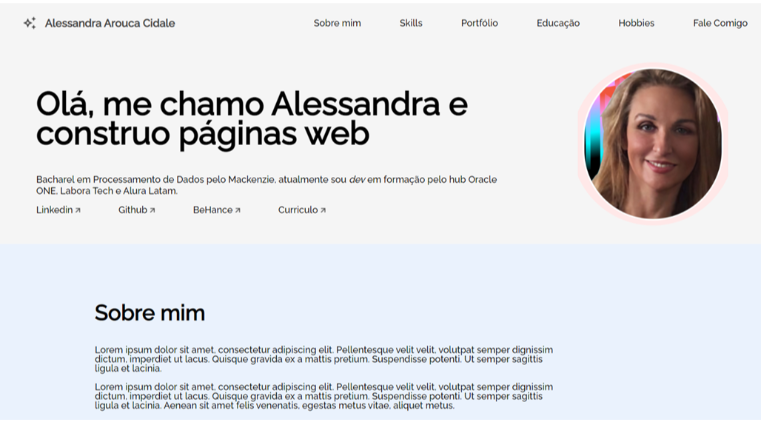 Alessandra Arouca Cidale
Sobre mim Skills Portfólio Educação Hobbies Fale Comigo
Olá, me chamo Alessandra e
construo páginas web
Bacharel em Processamento de Dados pelo Mackenzie, atualmente sou dev em formação pelo hub Oracle
ONE, Labora Tech e Alura Latam.
Linkedin Github BeHance Curriculo
Sobre mim
Lorem ipsum dolor sit amet, consectetur adipiscing elit. Pellentesque velit velit, volutpat semper dignissim
dictum, imperdiet ut lacus. Quisque gravida ex a mattis pretium. Suspendisse potenti. Ut semper sagittis
ligula et lacinia.
Lorem ipsum dolor sit amet, consectetur adipiscing elit. Pellentesque velit velit, volutpat semper dignissim
dictum, imperdiet ut lacus. Quisque gravida ex a mattis pretium. Suspendisse potenti. Ut semper sagittis
ligula et lacinia. Aenean sit amet felis venenatis, egestas metus vitae, aliquet metus.